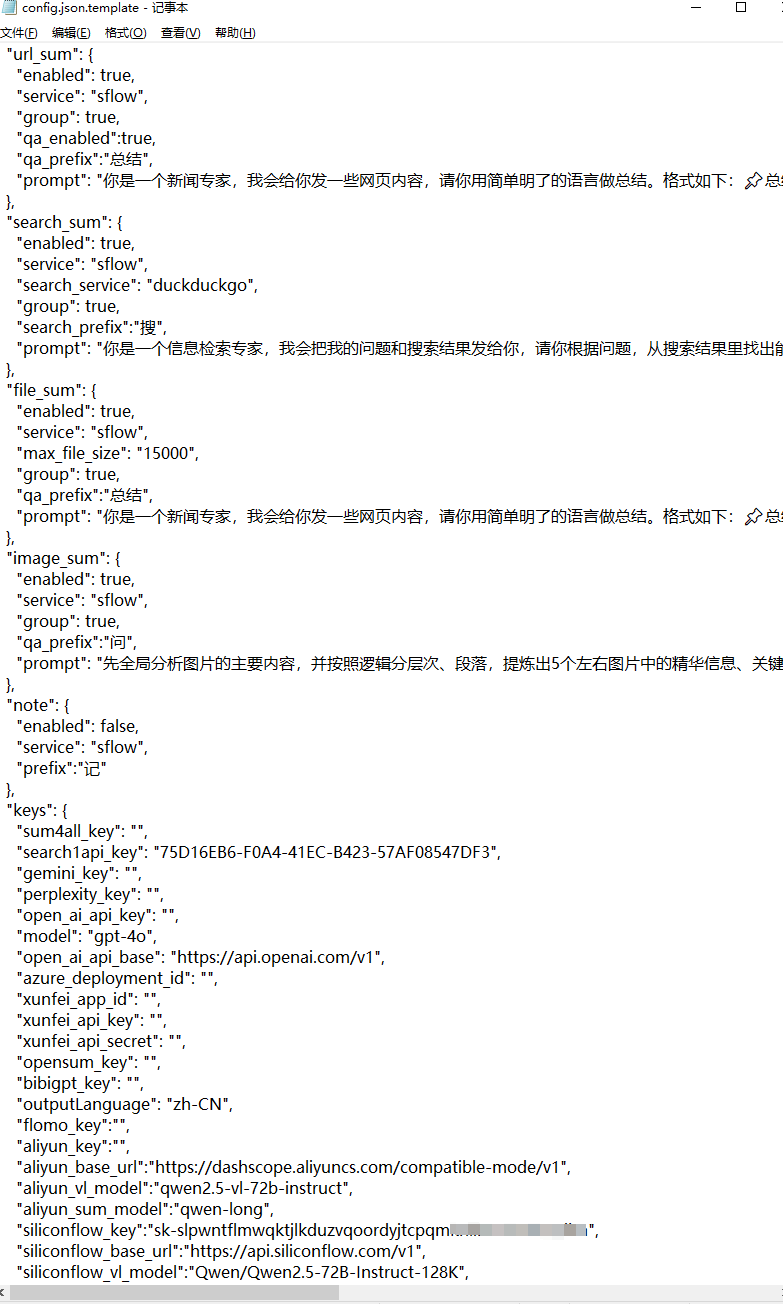 config.json.template - 记事本
文件(F) 编辑(E) 格式(O) 查看(V) 帮助(H)
"url_sum": {
"enabled": true,
"service": "sflow",
"group": true,
"qa_enabled":true,
"qa_prefix":"总结",
"prompt": "你是一个新闻专家，我会给你发一些网页内容，请你用简单明了的语言做总结。格式如下：📌总结
},
"search_sum": {
"enabled": true,
"service": "sflow",
"search_service": "duckduckgo",
"group": true,
"search_prefix":"搜",
"prompt": "你是一个信息检索专家，我会把我的问题和搜索结果发给你，请你根据问题，从搜索结果里找出能
},
"file_sum": {
"enabled": true,
"service": "sflow",
"max_file_size": "15000",
"group": true,
"qa_prefix":"总结",
"prompt": "你是一个新闻专家，我会给你发一些网页内容，请你用简单明了的语言做总结。格式如下：📌总结
},
"image_sum": {
"enabled": true,
"service": "sflow",
"group": true,
"qa_prefix":"问",
"prompt": "先全局分析图片的主要内容，并按照逻辑分层次、段落，提炼出5个左右图片中的精华信息、关键
},
"note": {
"enabled": false,
"service": "sflow",
"prefix":"记"
},
"keys": {
"sum4all_key": "",
"search1api_key": "75D16EB6-F0A4-41EC-B423-57AF08547DF3",
"gemini_key": "",
"perplexity_key": "",
"open_ai_api_key": "",
"model": "gpt-4o",
"open_ai_api_base": "https://api.openai.com/v1",
"azure_deployment_id": "",
"xunfei_app_id": "",
"xunfei_api_key": "",
"xunfei_api_secret": "",
"opensum_key": "",
"bibigpt_key": "",
"outputLanguage": "zh-CN",
"flomo_key":"",
"aliyun_key":"",
"aliyun_base_url":"https://dashscope.aliyuncs.com/compatible-mode/v1",
"aliyun_vl_model":"qwen2.5-vl-72b-instruct",
"aliyun_sum_model":"qwen-long",
"siliconflow_key":"sk-slpwntflmwqktjlkduzvqoordyjtcpqm",
"siliconflow_base_url":"https://api.siliconflow.com/v1",
"siliconflow_vl_model":"Qwen/Qwen2.5-72B-Instruct-128K",